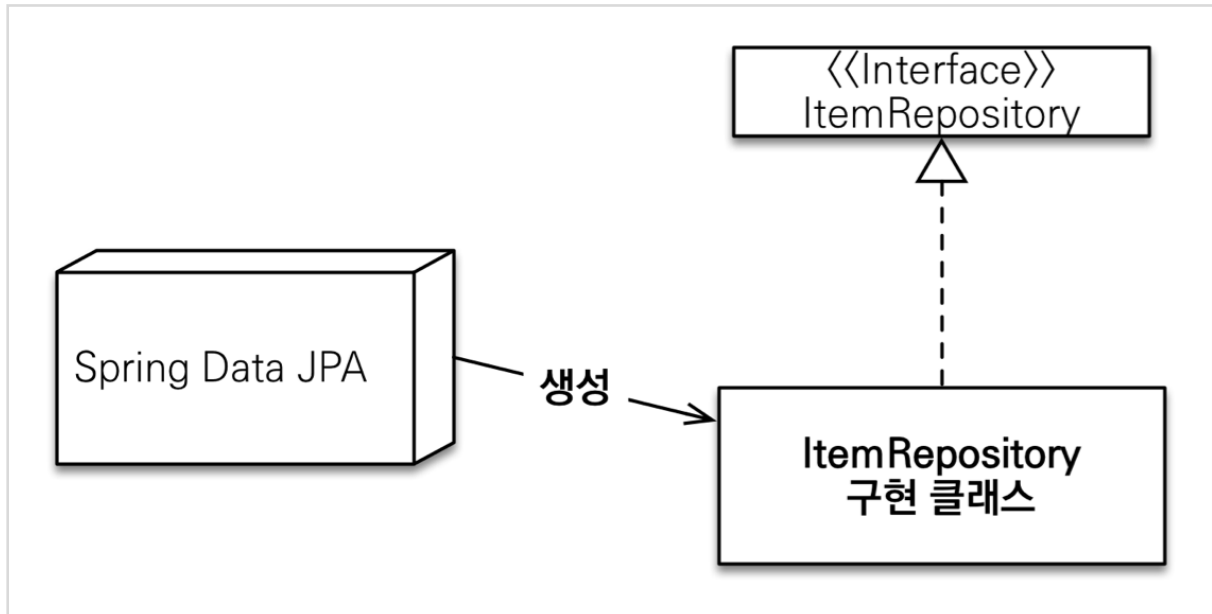 《Interface》
ItemRepository
Spring Data JPA
생성
ItemRepository
구현 클래스